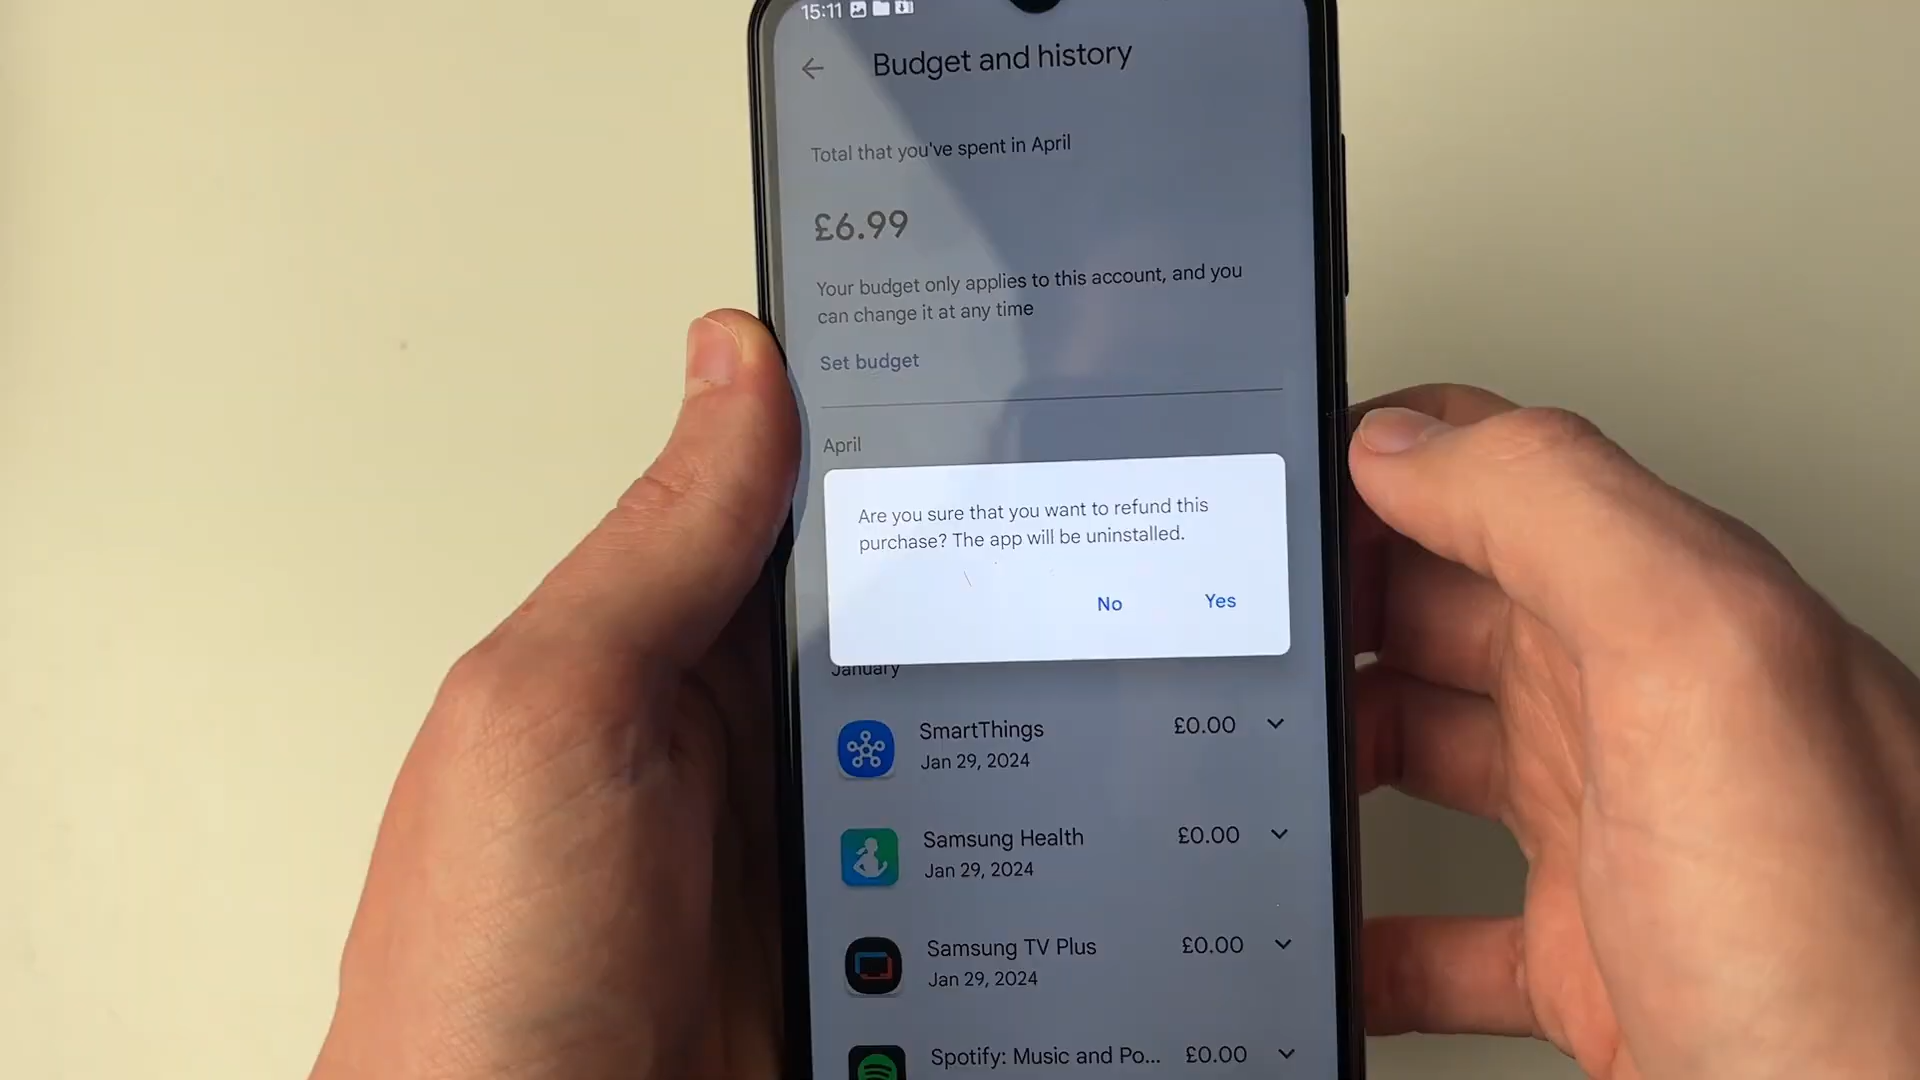 15:11
Budget and history
Total that you've spent in April
£6.99
Your budget only applies to this account, and you
can change it at any time
Set budget
April
Are you sure that you want to refund this
purchase? The app will be uninstalled.
No Yes
January
SmartThings £0.00
Jan 29, 2024
Samsung Health £0.00
Jan 29, 2024
Samsung TV Plus £0.00
Jan 29, 2024
Spotify: Music and Po... £0.00